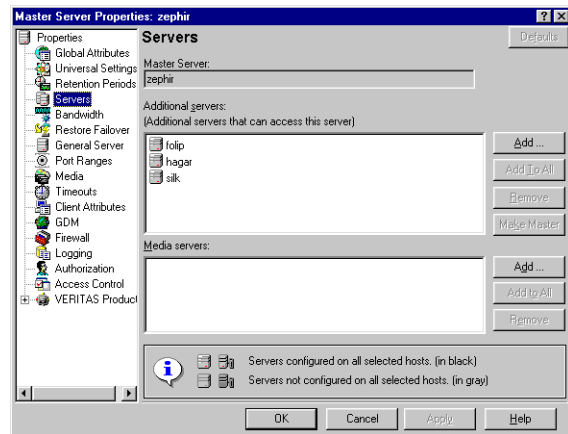 Master Server Properties: zephir
Properties
Global Attributes
Universal Settings
Retention Periods
Servers
Bandwidth
Restore Failover
General Server
Port Ranges
Media
Timeouts
Client Attributes
GDM
Firewall
Logging
Authorization
Access Control
VERITAS Product
Servers
Defaults
Master Server:
zephir
Additional servers:
(Additional servers that can access this server)
folip
hagar
silk
Add ...
Add To All
Remove
Make Master
Media servers:
Add ...
Add to All
Remove
Servers configured on all selected hosts. (in black)
Servers not configured on all selected hosts. (in gray)
OK
Cancel
Apply
Help